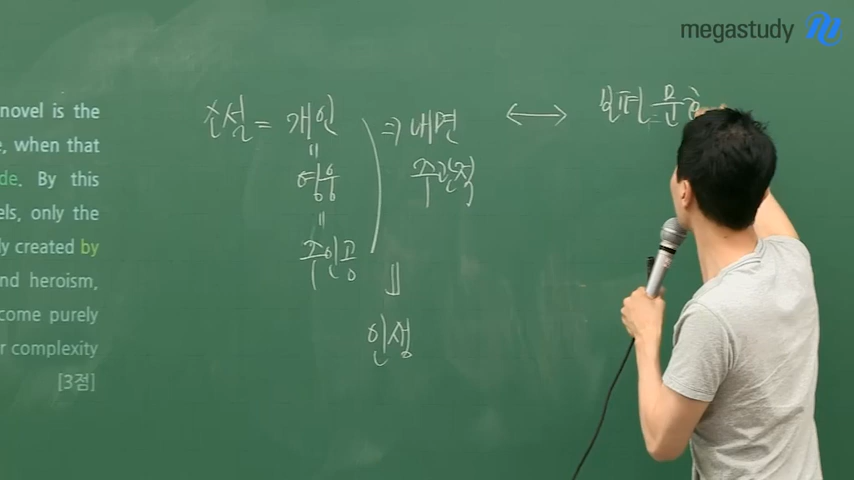 megastudy
novel is the
, when that
de. By this
els, only the
ly created by
nd heroism,
come purely
r complexity
[3점]
소설 = 개인 ⇒ 내면 ↔
"
영웅 주관적
"
주인공
인생